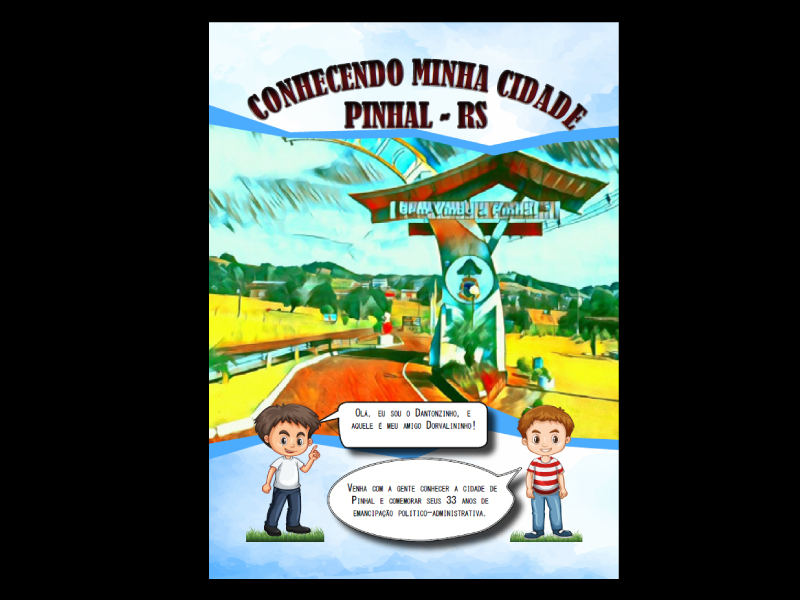 CONHECENDO MINHA CIDADE
PINHAL - RS
Olá, eu sou o Dantonzinho, e
aquele é meu amigo Dorvalininho!
Venha com a gente conhecer a cidade de
Pinhal e comemorar seus 33 anos de
emancipação político-administrativa.